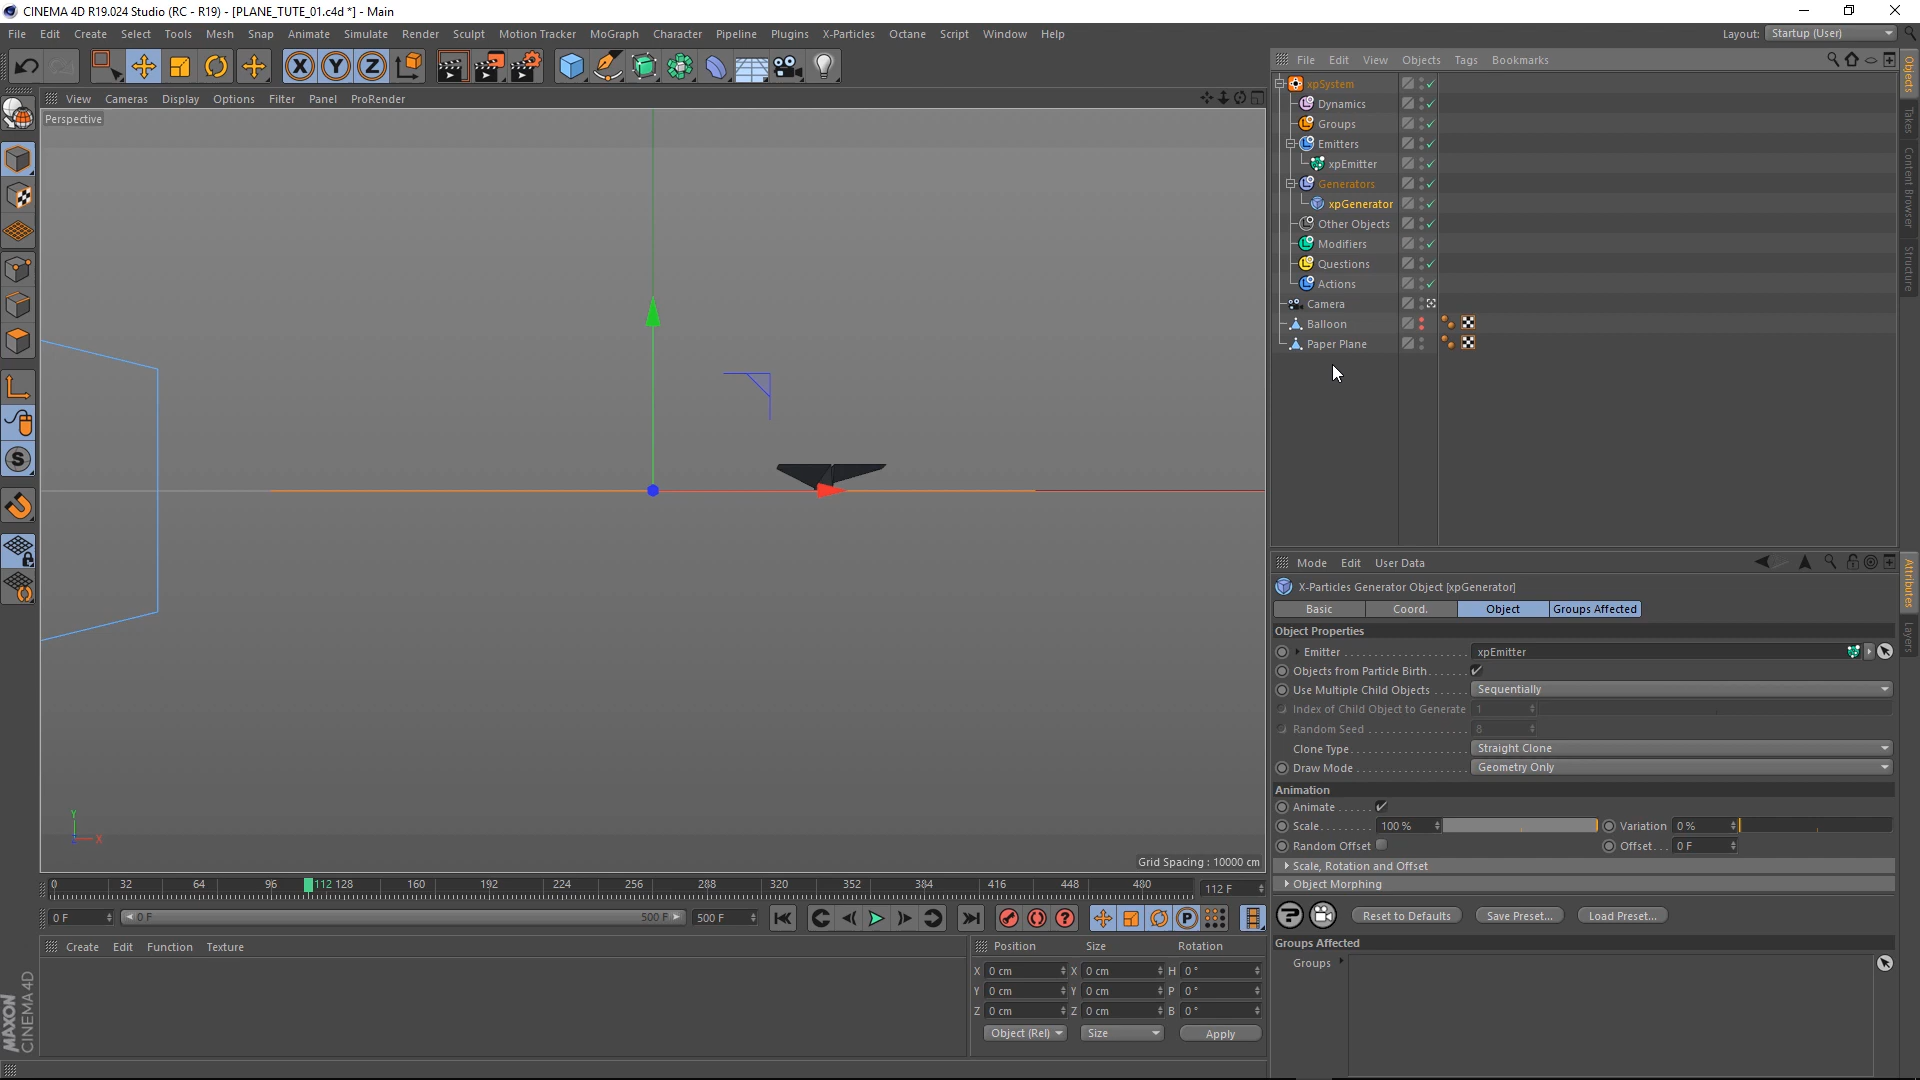 CINEMA 4D R19.024 Studio (RC - R19) - [PLANE_TUTE_01.c4d *] - Main
File Edit Create Select Tools Mesh Snap Animate Simulate Render Sculpt Motion Tracker MoGraph Character Pipeline Plugins X-Particles Octane Script Window Help
Layout: Startup (User)
File Edit View Objects Tags Bookmarks
View Cameras Display Options Filter Panel ProRender
Perspective
xpSystem
Dynamics
Groups
Emitters
xpEmitter
Generators
xpGenerator
Other Objects
Modifiers
Questions
Actions
Camera
Balloon
Paper Plane
Objects
Takes
Content Browser
Structure
Mode Edit User Data
X-Particles Generator Object [xpGenerator]
Basic Coord. Object Groups Affected
Object Properties
Emitter xpEmitter
Objects from Particle Birth
Use Multiple Child Objects Sequentially
Index of Child Object to Generate 1
Random Seed 8
Clone Type Straight Clone
Draw Mode Geometry Only
Animation
Animate
Scale 100 % Variation 0 %
Random Offset Offset 0 F
Scale, Rotation and Offset
Object Morphing
Reset to Defaults Save Preset... Load Preset...
Groups Affected
Groups
Attributes
Layers
Y
X
Grid Spacing : 10000 cm
0 32 64 96 112 128 160 192 224 256 288 320 352 384 416 448 480
112 F
0 F 0 F 500 F 500 F
Create Edit Function Texture
Position Size Rotation
X 0 cm X 0 cm H 0 °
Y 0 cm Y 0 cm P 0 °
Z 0 cm Z 0 cm B 0 °
Object (Rel) Size Apply
MAXON
CINEMA 4D